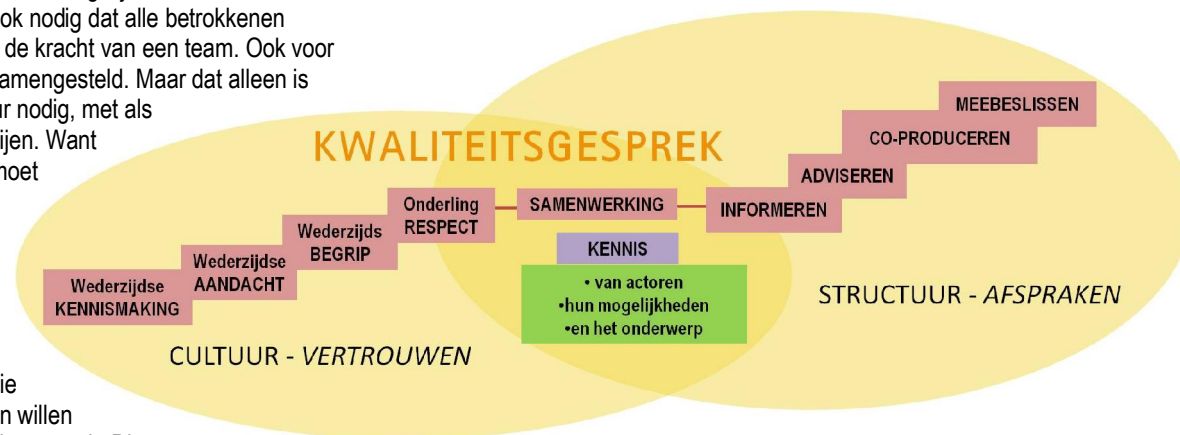 ok nodig dat alle betrokkenen
de kracht van een team. Ook voor
amengesteld. Maar dat alleen is
ur nodig, met als
ijen. Want
noet
ie
n willen
KWALITEITSGESPREK
Wederzijdse
KENNISMAKING
Wederzijdse
AANDACHT
Wederzijds
BEGRIP
Onderling
RESPECT
SAMENWERKING
INFORMEREN
ADVISEREN
CO-PRODUCEREN
MEEBESLISSEN
KENNIS
• van actoren
•hun mogelijkheden
•en het onderwerp
CULTUUR - VERTROUWEN
STRUCTUUR - AFSPRAKEN